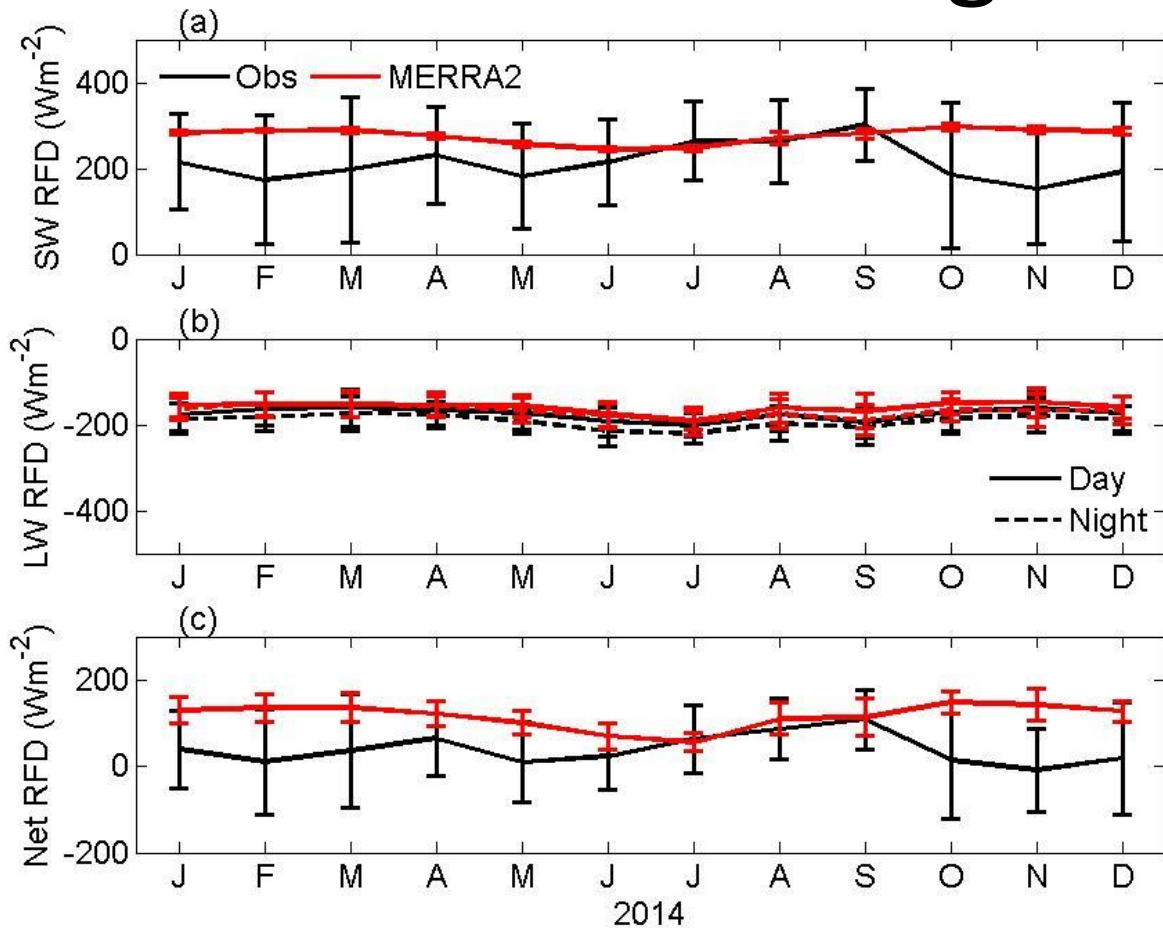 g
(a)
Obs MERRA2
SW RFD (Wm-2)
400
200
0
J F M A M J J A S O N D
(b)
LW RFD (Wm-2)
0
-200
-400
Day
Night
J F M A M J J A S O N D
(c)
Net RFD (Wm-2)
200
0
-200
J F M A M J J A S O N D
2014